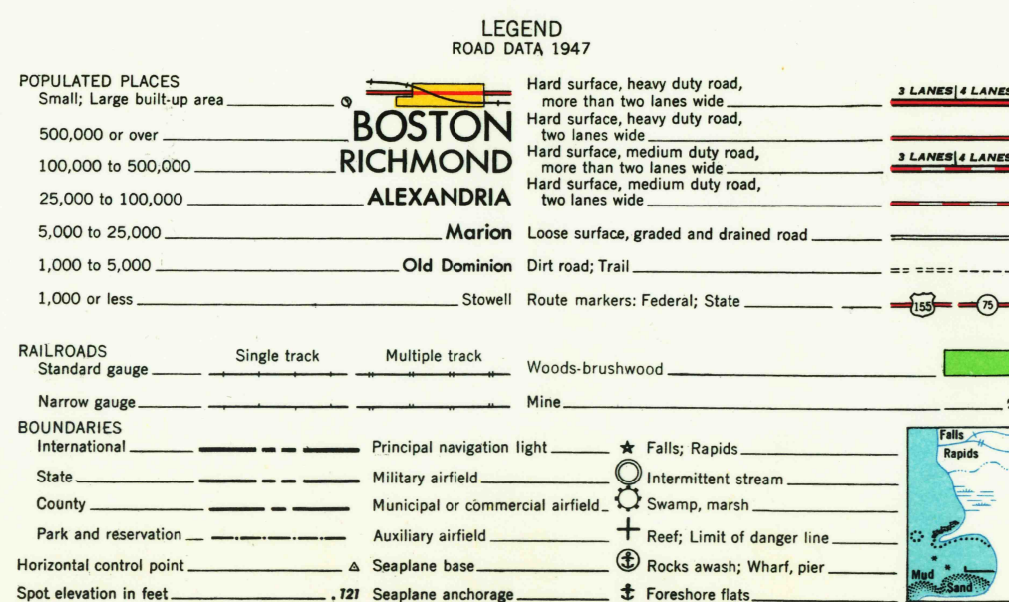 LEGEND
ROAD DATA 1947
POPULATED PLACES
Small; Large built-up area
500,000 or over BOSTON
100,000 to 500,000 RICHMOND
25,000 to 100,000 ALEXANDRIA
5,000 to 25,000 Marion
1,000 to 5,000 Old Dominion
1,000 or less Stowell
Hard surface, heavy duty road,
more than two lanes wide 3 LANES 4 LANES
Hard surface, heavy duty road,
two lanes wide
Hard surface, medium duty road,
more than two lanes wide 3 LANES 4 LANES
Hard surface, medium duty road,
two lanes wide
Loose surface, graded and drained road
Dirt road; Trail
Route markers: Federal; State 155 75
RAILROADS Single track Multiple track
Standard gauge
Narrow gauge
Woods-brushwood
Mine
BOUNDARIES
International
State
County
Park and reservation
Horizontal control point
Spot elevation in feet .121
Principal navigation light
Military airfield
Municipal or commercial airfield
Auxiliary airfield
Seaplane base
Seaplane anchorage
Falls; Rapids
Intermittent stream
Swamp, marsh
Reef; Limit of danger line
Rocks awash; Wharf, pier
Foreshore flats
Falls
Rapids
Mud
Sand